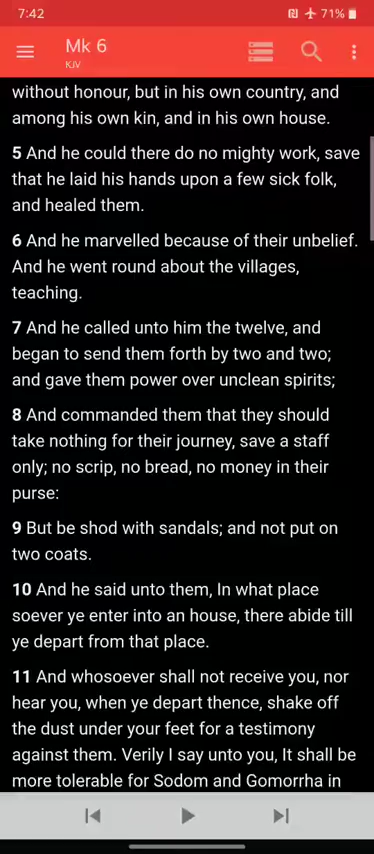 7:42
71%
Mk 6
KJV
without honour, but in his own country, and
among his own kin, and in his own house.
5 And he could there do no mighty work, save
that he laid his hands upon a few sick folk,
and healed them.
6 And he marvelled because of their unbelief.
And he went round about the villages,
teaching.
7 And he called unto him the twelve, and
began to send them forth by two and two;
and gave them power over unclean spirits;
8 And commanded them that they should
take nothing for their journey, save a staff
only; no scrip, no bread, no money in their
purse:
9 But be shod with sandals; and not put on
two coats.
10 And he said unto them, In what place
soever ye enter into an house, there abide till
ye depart from that place.
11 And whosoever shall not receive you, nor
hear you, when ye depart thence, shake off
the dust under your feet for a testimony
against them. Verily I say unto you, It shall be
more tolerable for Sodom and Gomorrha in